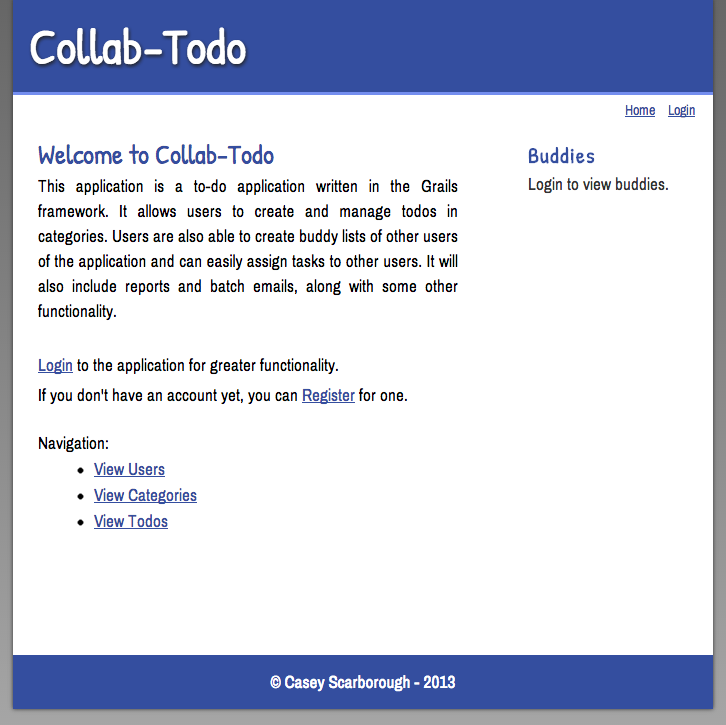 Collab-Todo
Home Login
Welcome to Collab-Todo
This application is a to-do application written in the Grails
framework. It allows users to create and manage todos in
categories. Users are also able to create buddy lists of other users
of the application and can easily assign tasks to other users. It will
also include reports and batch emails, along with some other
functionality.
Login to the application for greater functionality.
If you don't have an account yet, you can Register for one.
Navigation:
View Users
View Categories
View Todos
Buddies
Login to view buddies.
© Casey Scarborough - 2013